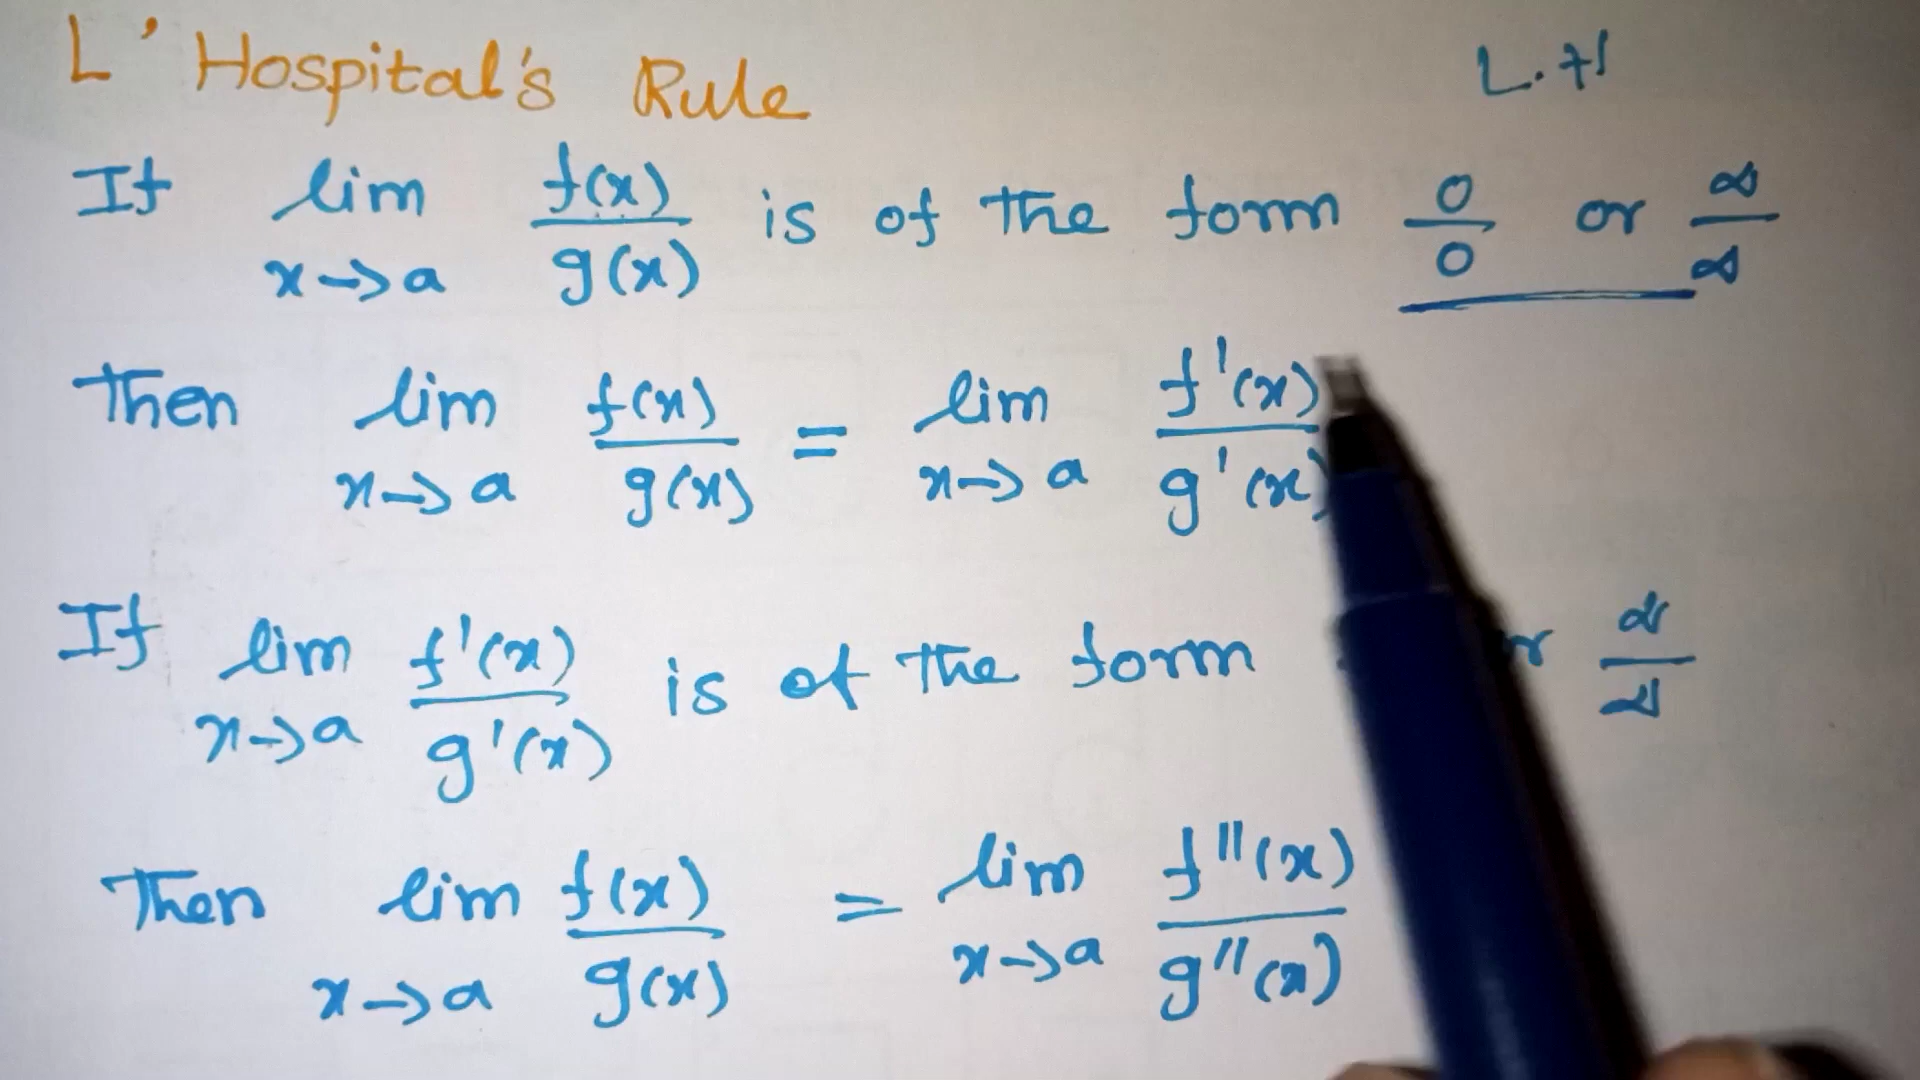 L'Hospital's Rule L.H
If lim x→a f(x)/g(x) is of the form 0/0 or ∞/∞
Then lim x→a f(x)/g(x) = lim x→a f'(x)/g'(x)
If lim x→a f'(x)/g'(x) is of the form ∞/∞
Then lim x→a f(x)/g(x) = lim x→a f''(x)/g''(x)